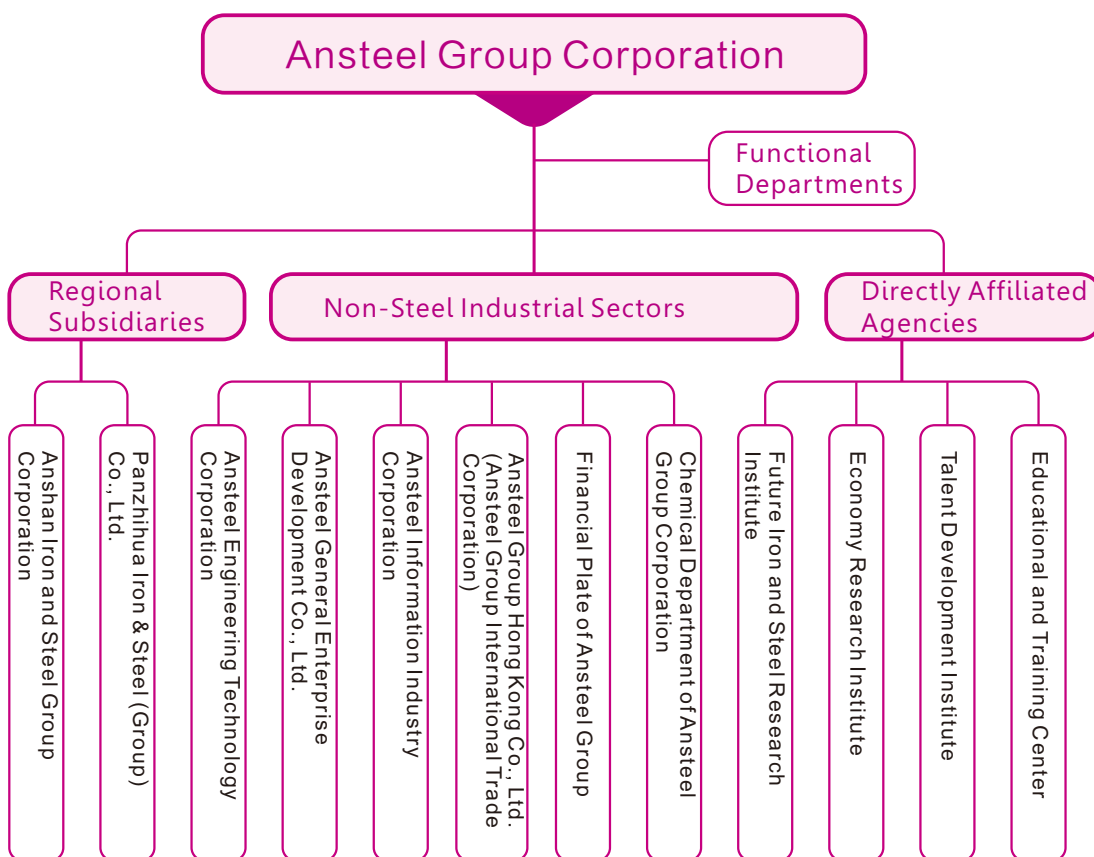 Ansteel Group Corporation
Functional
Departments
Regional
Subsidiaries
Non-Steel Industrial Sectors
Directly Affiliated
Agencies
Anshan Iron and Steel Group
Corporation
Panzhihua Iron & Steel (Group)
Co., Ltd.
Ansteel Engineering Technology
Corporation
Ansteel General Enterprise
Development Co., Ltd.
Ansteel Information Industry
Corporation
Ansteel Group Hong Kong Co., Ltd.
(Ansteel Group International Trade
Corporation)
Financial Plate of Ansteel Group
Chemical Department of Ansteel
Group Corporation
Future Iron and Steel Research
Institute
Economy Research Institute
Talent Development Institute
Educational and Training Center